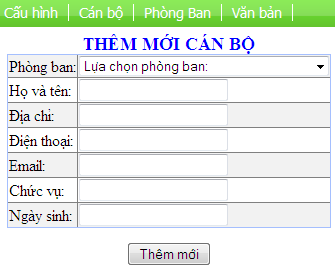 Cấu hình | Cán bộ | Phòng Ban | Văn bản |
THÊM MỚI CÁN BỘ
Phòng ban: Lựa chọn phòng ban:
Họ và tên:
Địa chỉ:
Điện thoại:
Email:
Chức vụ:
Ngày sinh:
Thêm mới